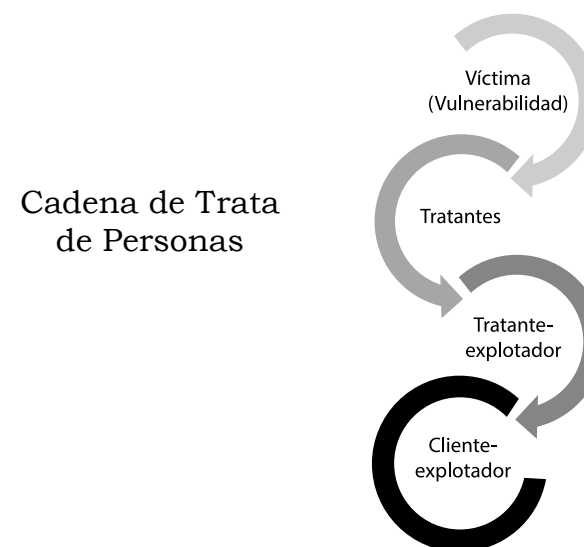 Cadena de Trata
de Personas
Víctima
(Vulnerabilidad)
Tratantes
Tratante-
explotador
Cliente-
explotador